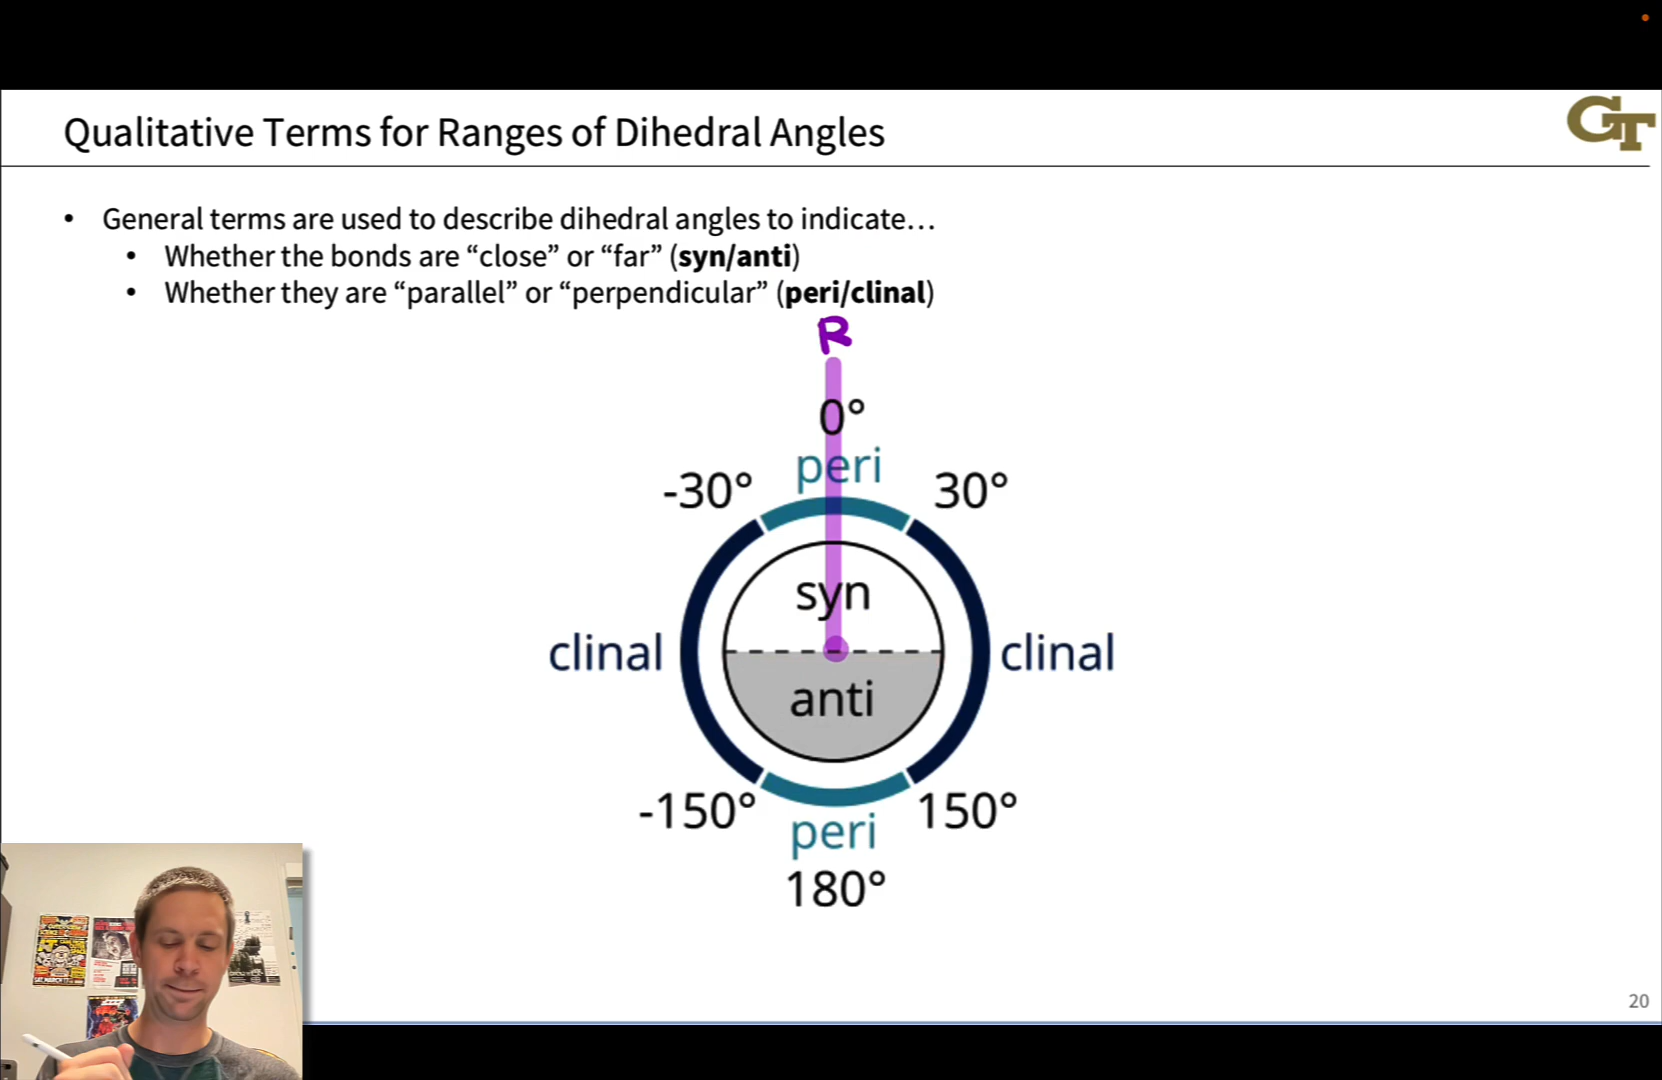 GT
Qualitative Terms for Ranges of Dihedral Angles
• General terms are used to describe dihedral angles to indicate…
• Whether the bonds are “close” or “far” (syn/anti)
• Whether they are “parallel” or “perpendicular” (peri/clinal)
R
0°
peri
-30°
30°
syn
clinal
clinal
anti
-150°
150°
peri
180°
20